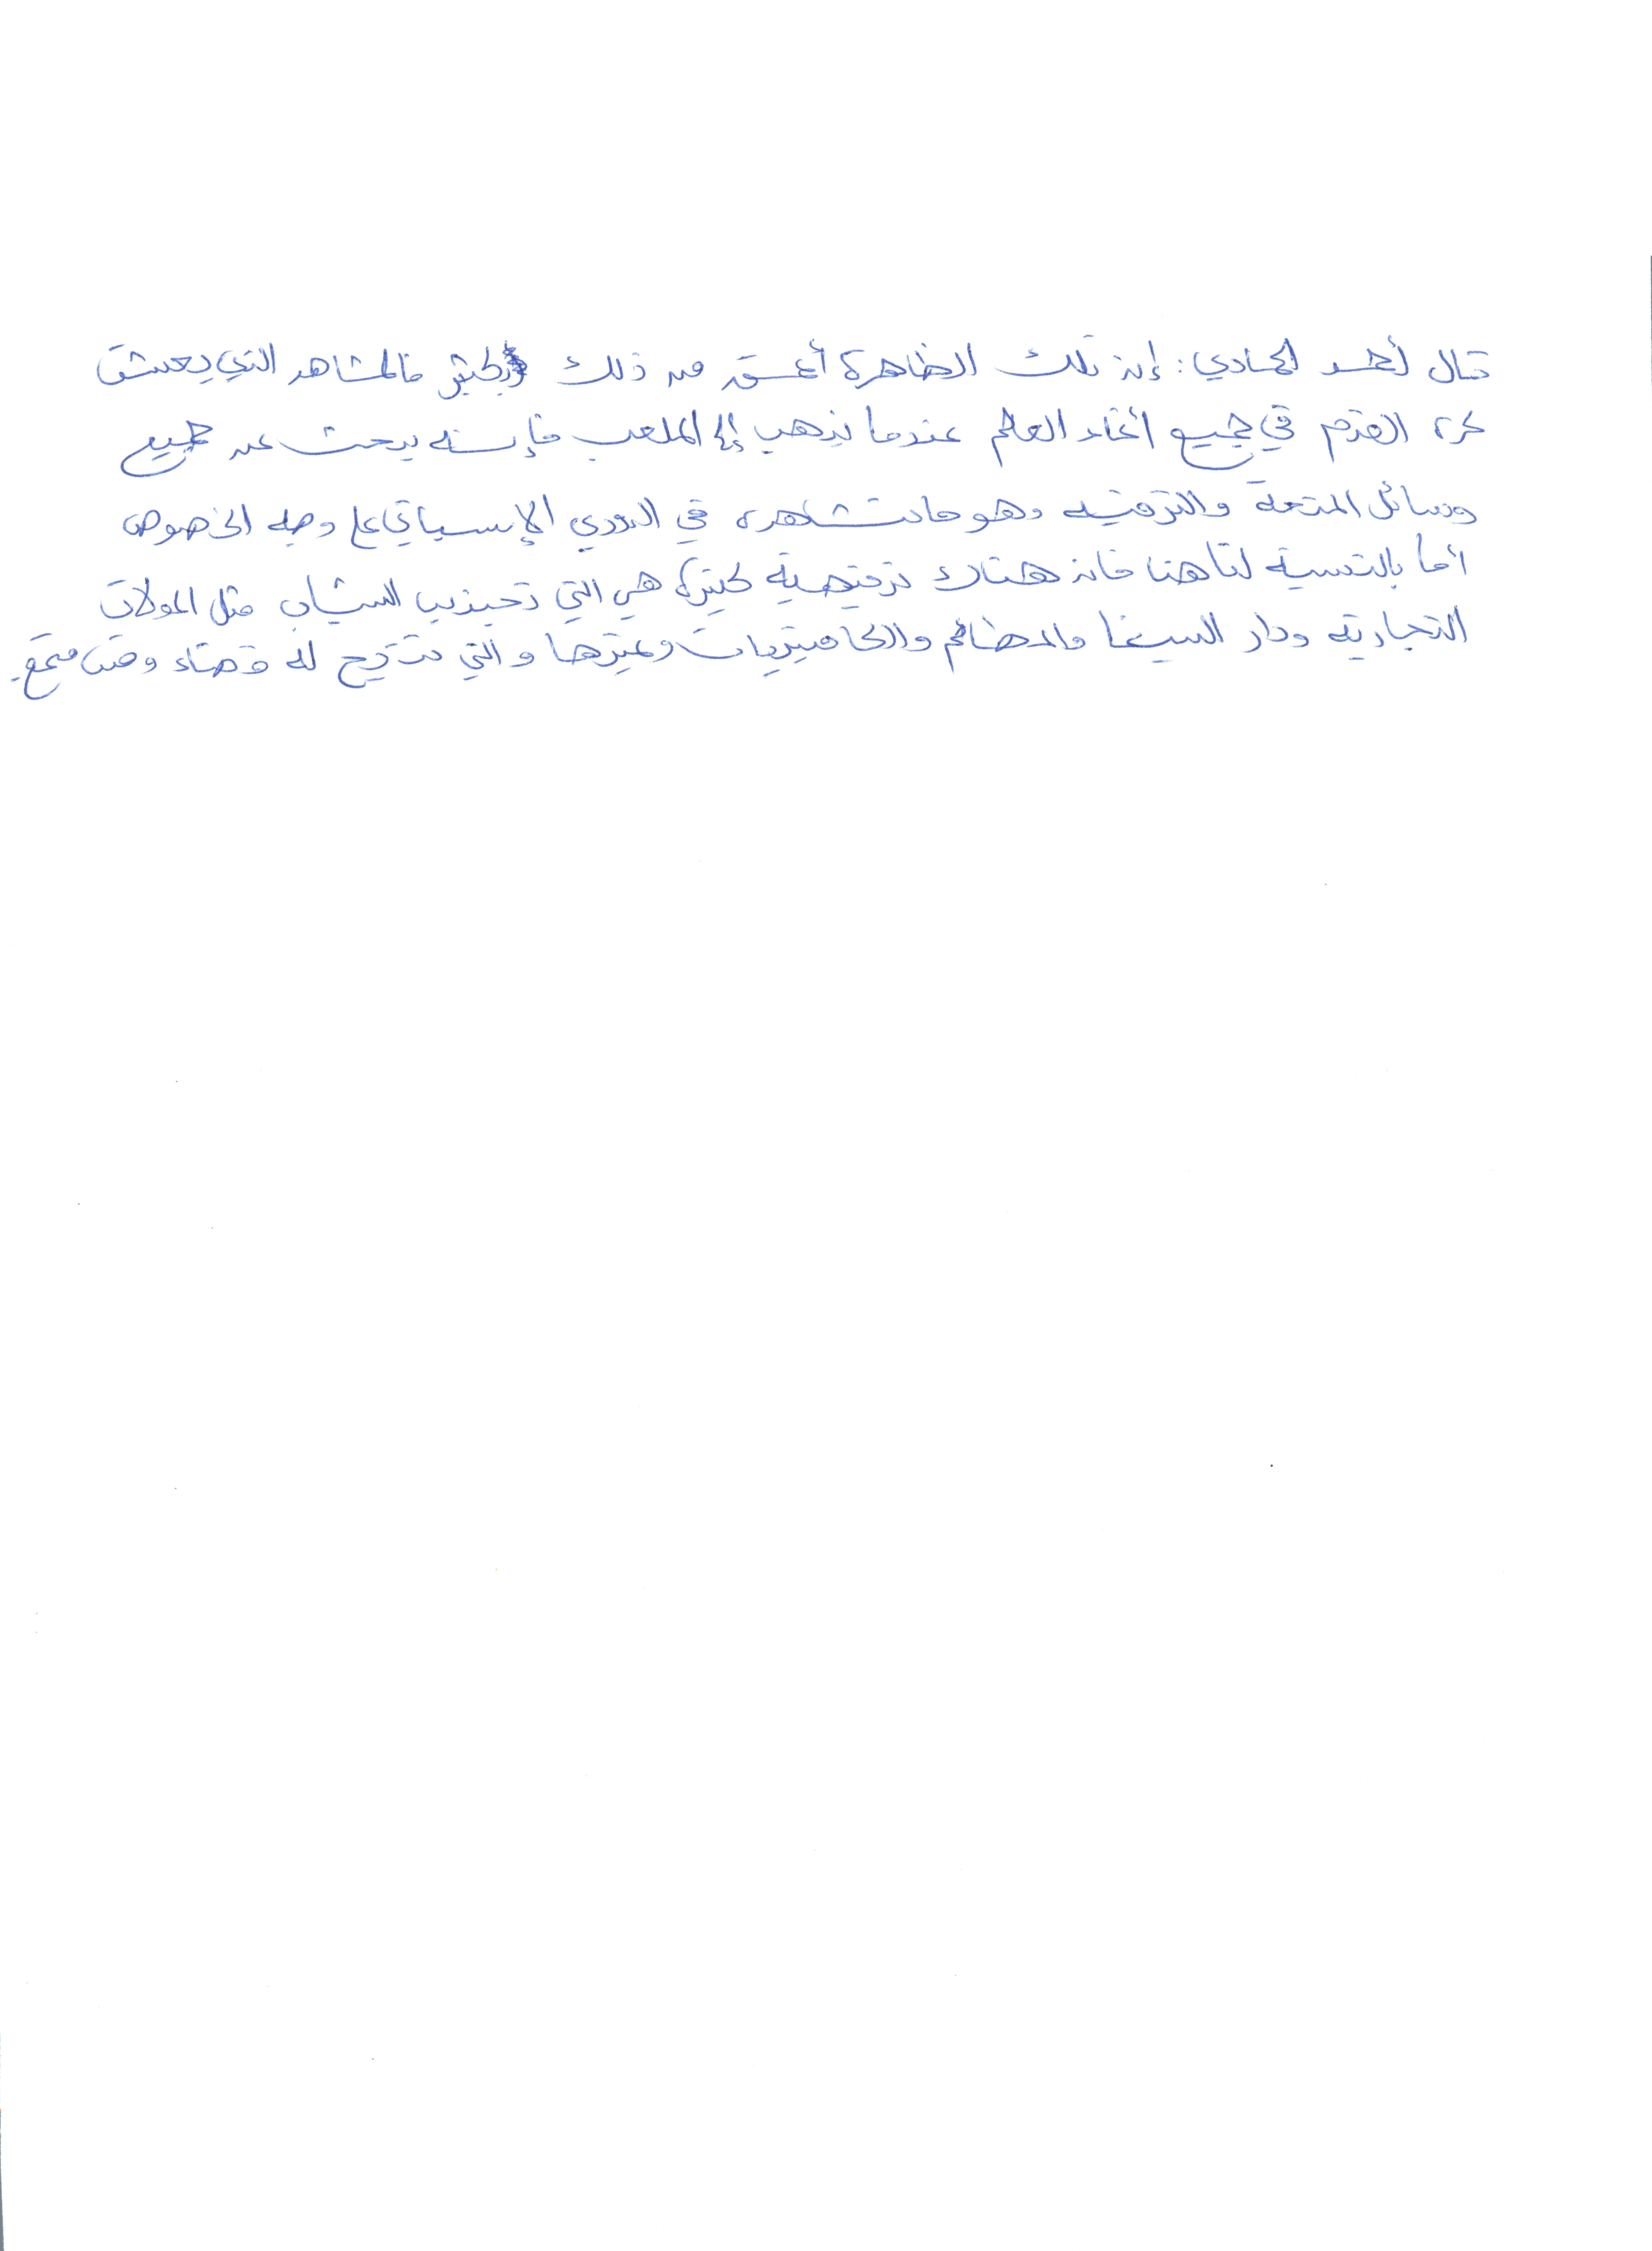 قال أحمد الحمادي: إن تلك الظاهرة أعمق من ذلك بكثير فالمشاهد الذي يعشق
كرة القدم في جميع أنحاء العالم عندما يذهب إلى الملعب فإنه يبحث عن جميع
وسائل المتعة والترفيه وهو ما نشاهده في الدوري الإسباني على وجه الخصوص
أما بالنسبة لنا هنا فان هناك ترفيهية كثيرة هي التي تجذب الشباب مثل المولات
التجارية ودار السينما والمطاعم والكافيتريات وغيرها والتي تتيح له قضاء وقت ممتع.